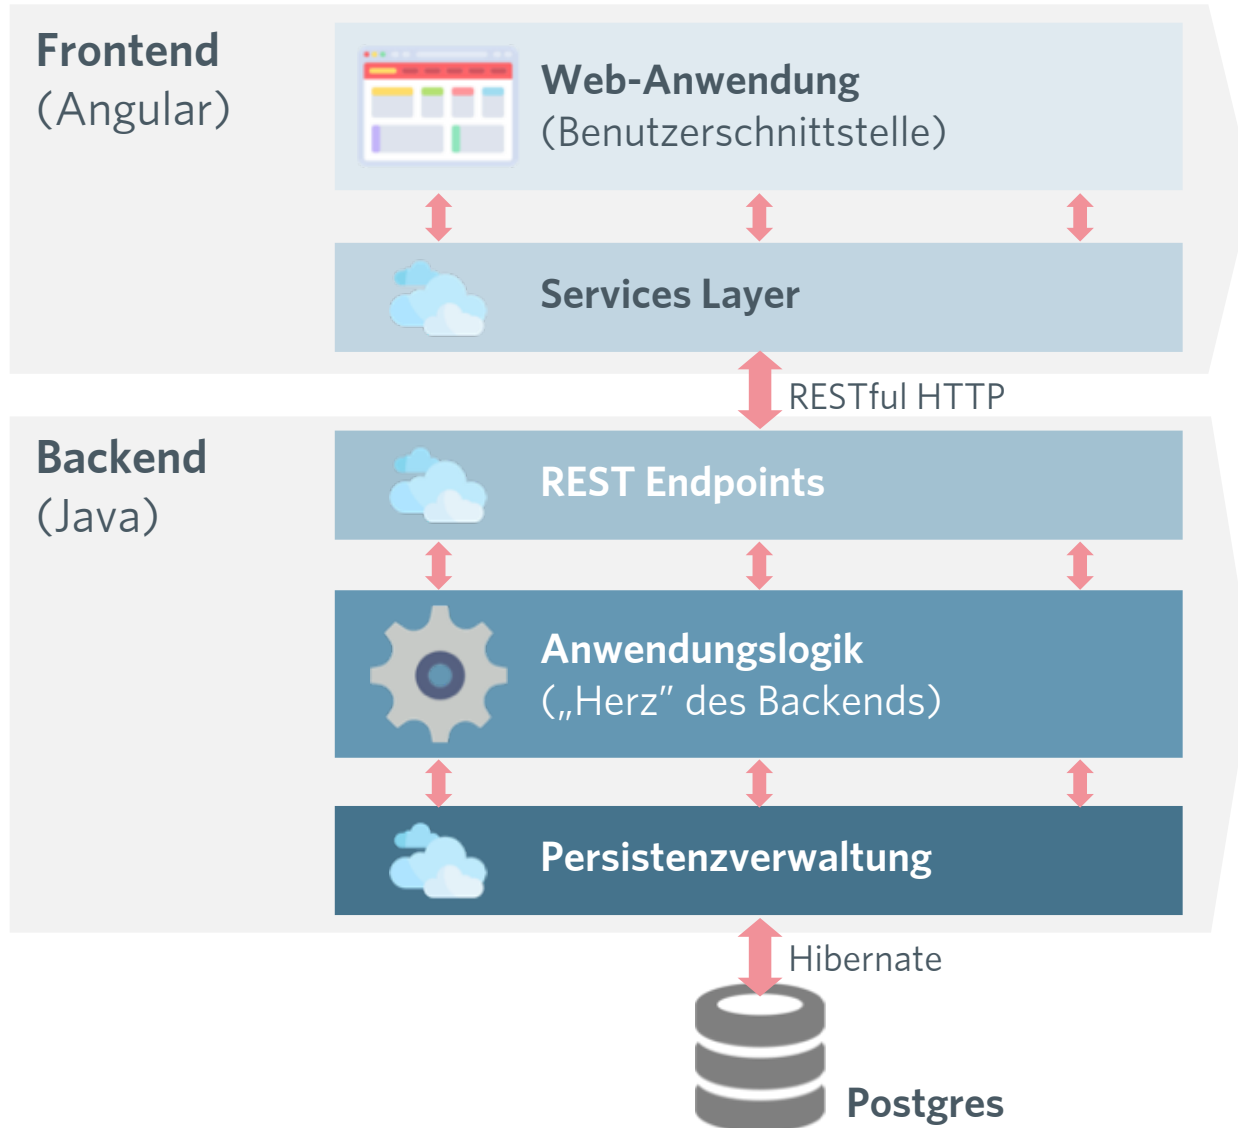 Frontend
(Angular)
Web-Anwendung
(Benutzerschnittstelle)
Services Layer
RESTful HTTP
Backend
(Java)
REST Endpoints
Anwendungslogik
(„Herz” des Backends)
Persistenzverwaltung
Hibernate
Postgres